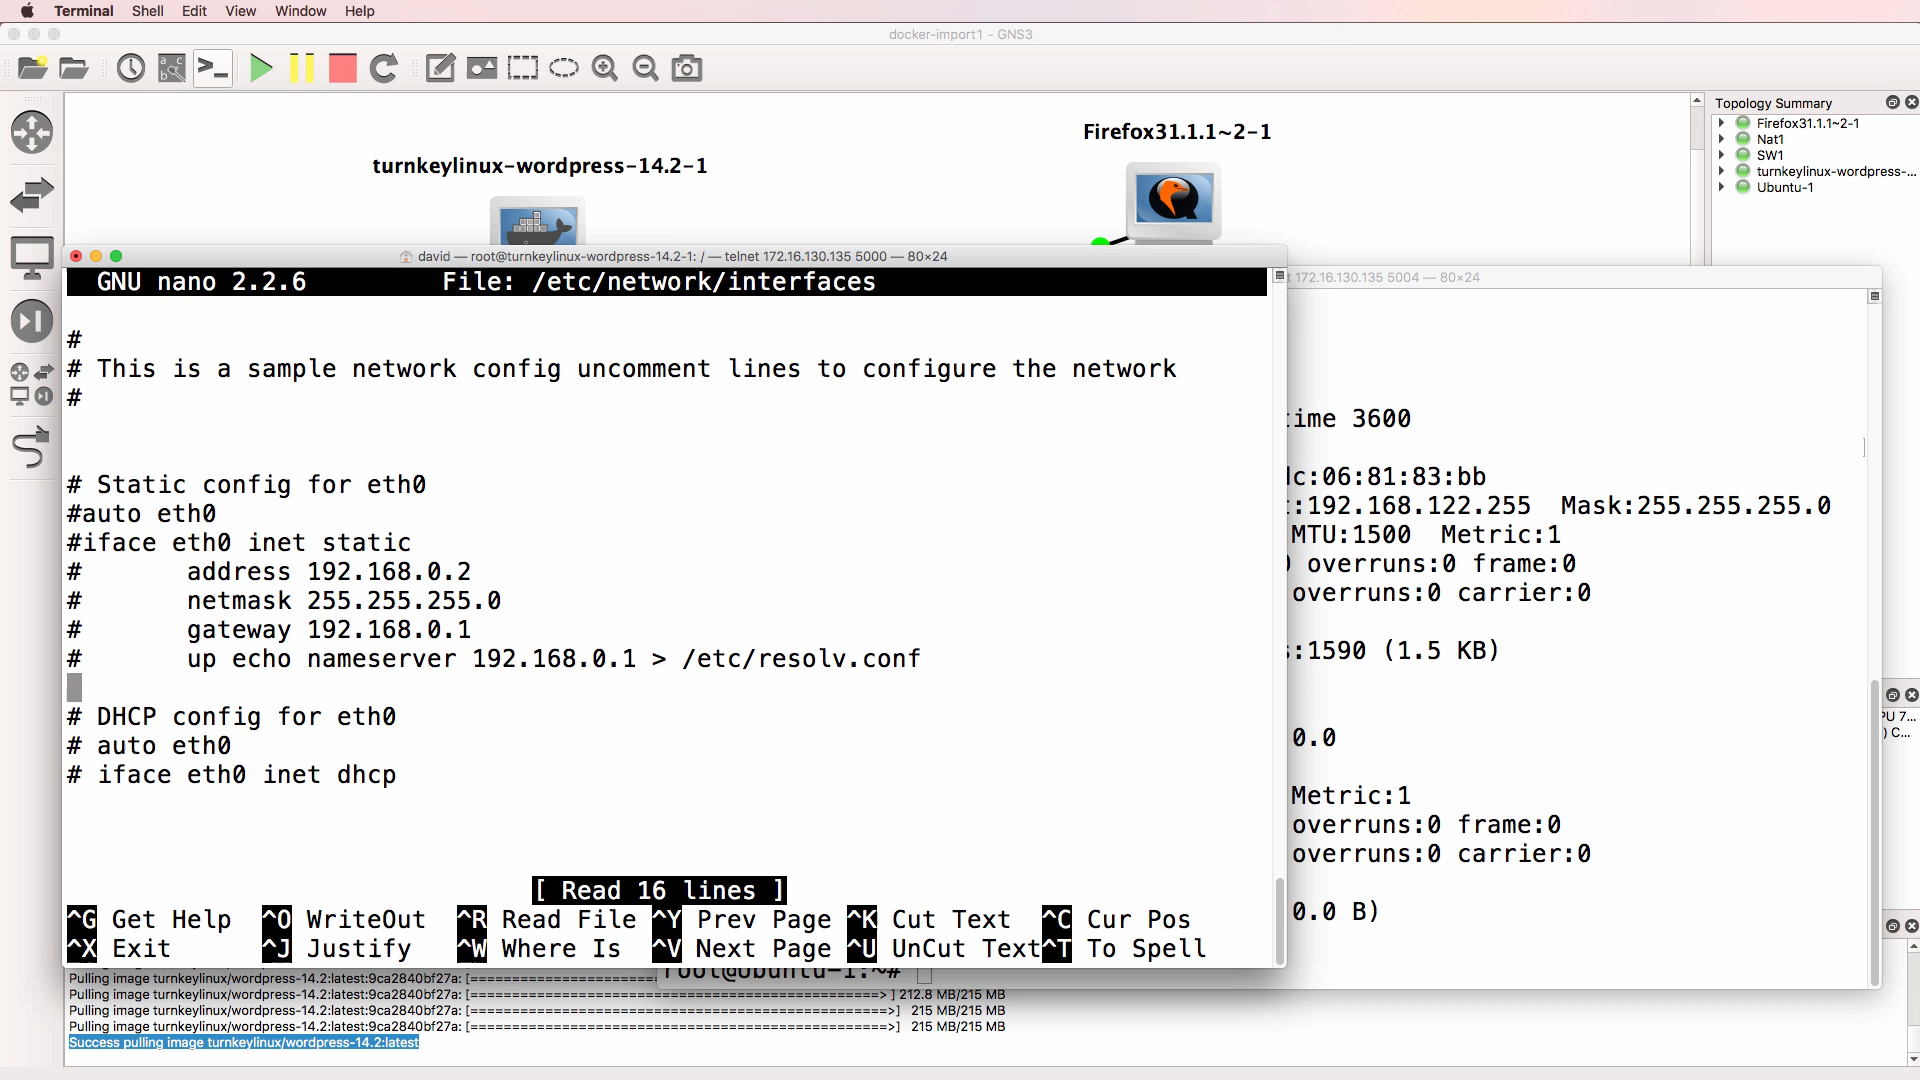 Terminal Shell Edit View Window Help
docker-import1 - GNS3
Topology Summary
Firefox31.1.1~2-1
Nat1
SW1
turnkeylinux-wordpress-...
Ubuntu-1
Firefox31.1.1~2-1
turnkeylinux-wordpress-14.2-1
david — root@turnkeylinux-wordpress-14.2-1: / — telnet 172.16.130.135 5000 — 80×24
GNU nano 2.2.6 File: /etc/network/interfaces
#
# This is a sample network config uncomment lines to configure the network
#
# Static config for eth0
#auto eth0
#iface eth0 inet static
# address 192.168.0.2
# netmask 255.255.255.0
# gateway 192.168.0.1
# up echo nameserver 192.168.0.1 > /etc/resolv.conf
# DHCP config for eth0
# auto eth0
# iface eth0 inet dhcp
[ Read 16 lines ]
^G Get Help ^O WriteOut ^R Read File ^Y Prev Page ^K Cut Text ^C Cur Pos
^X Exit ^J Justify ^W Where Is ^V Next Page ^U UnCut Text ^T To Spell
172.16.130.135 5004 — 80×24
time 3600
:06:81:83:bb
:192.168.122.255 Mask:255.255.255.0
MTU:1500 Metric:1
overruns:0 frame:0
overruns:0 carrier:0
:1590 (1.5 KB)
0.0
Metric:1
overruns:0 frame:0
overruns:0 carrier:0
0.0 B)
root@Ubuntu-1:~#
PU 7...
) C...
Pulling image turnkeylinux/wordpress-14.2:latest:9ca2840bf27a: [==================
Pulling image turnkeylinux/wordpress-14.2:latest:9ca2840bf27a: [=================================================> ] 212.8 MB/215 MB
Pulling image turnkeylinux/wordpress-14.2:latest:9ca2840bf27a: [==================================================>] 215 MB/215 MB
Pulling image turnkeylinux/wordpress-14.2:latest:9ca2840bf27a: [==================================================>] 215 MB/215 MB
Success pulling image turnkeylinux/wordpress-14.2:latest